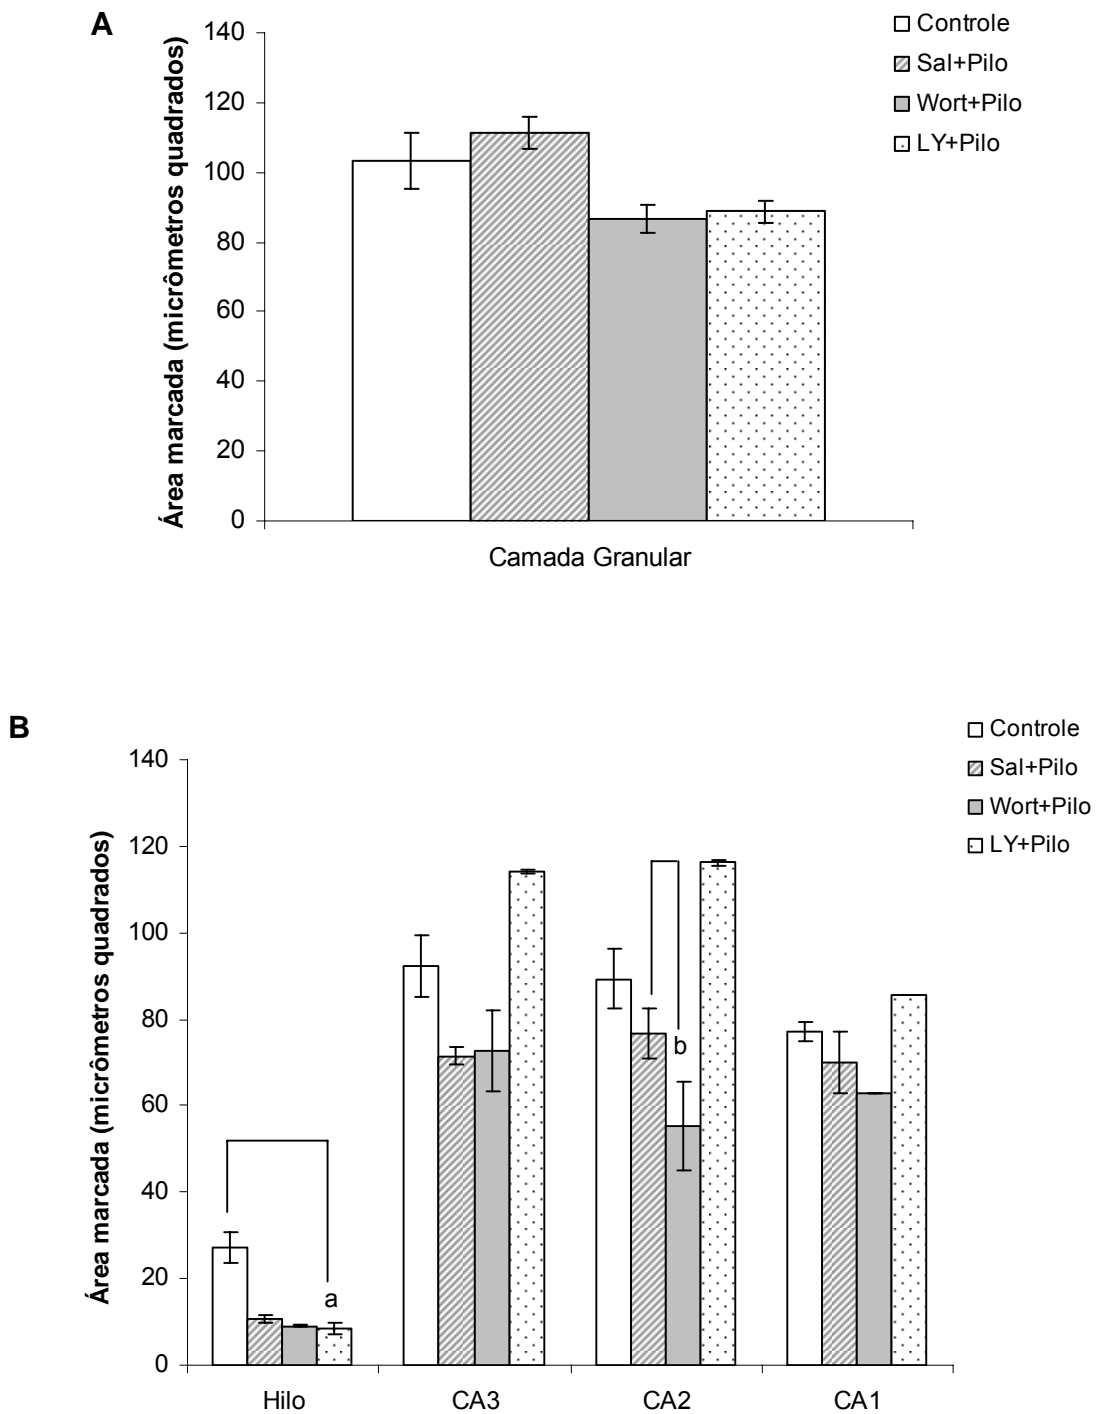 A
Área marcada (micrômetros quadrados)
140
120
100
80
60
40
20
0
Camada Granular
Controle
Sal+Pilo
Wort+Pilo
LY+Pilo
B
Área marcada (micrômetros quadrados)
140
120
100
80
60
40
20
0
a
b
Hilo CA3 CA2 CA1
Controle
Sal+Pilo
Wort+Pilo
LY+Pilo